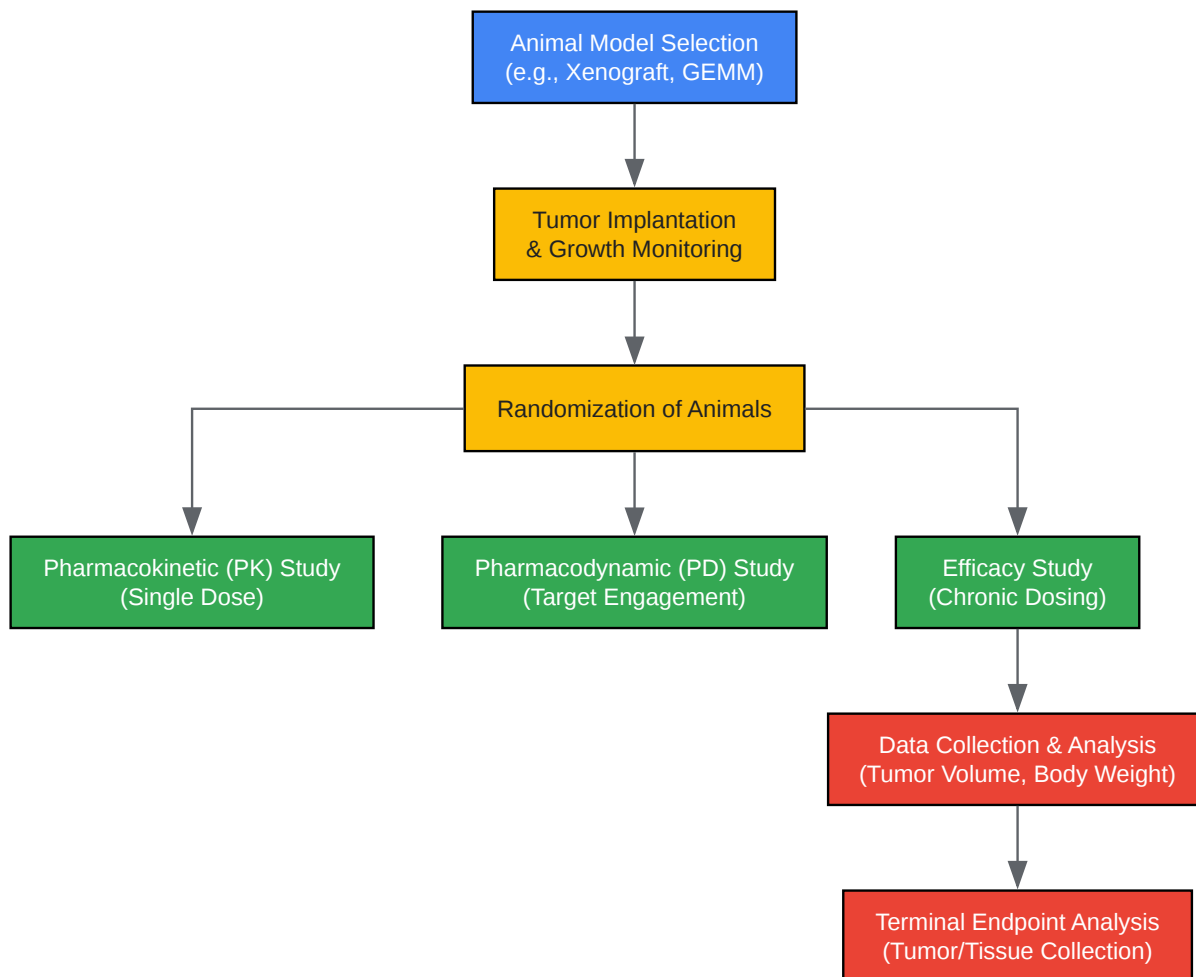 Animal Model Selection
(e.g., Xenograft, GEMM)
Tumor Implantation
& Growth Monitoring
Randomization of Animals
Pharmacokinetic (PK) Study
(Single Dose)
Pharmacodynamic (PD) Study
(Target Engagement)
Efficacy Study
(Chronic Dosing)
Data Collection & Analysis
(Tumor Volume, Body Weight)
Terminal Endpoint Analysis
(Tumor/Tissue Collection)